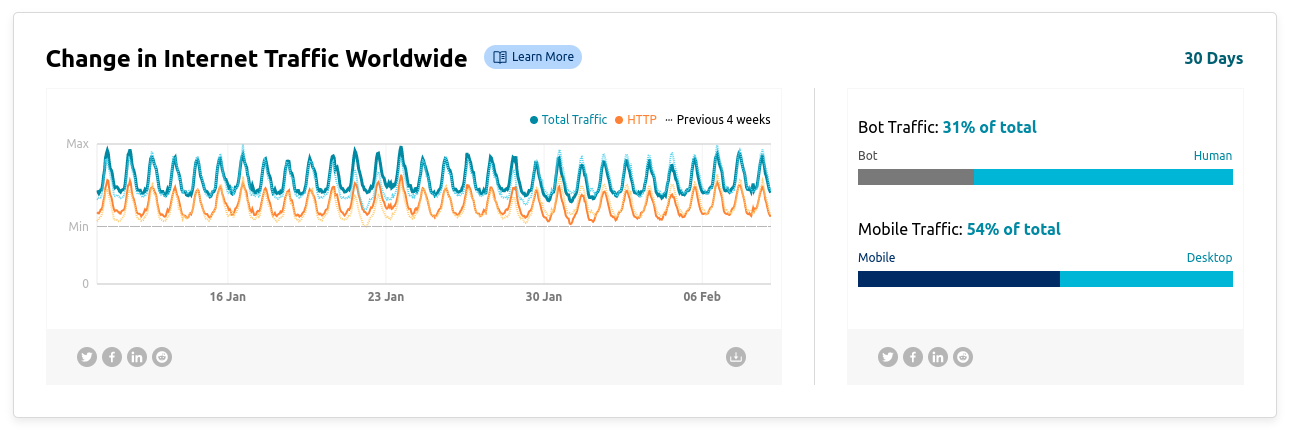 Change in Internet Traffic Worldwide
Learn More
30 Days
Total Traffic
HTTP
Previous 4 weeks
Max
Min
0
16 Jan
23 Jan
30 Jan
06 Feb
Bot Traffic: 31% of total
Bot
Human
Mobile Traffic: 54% of total
Mobile
Desktop